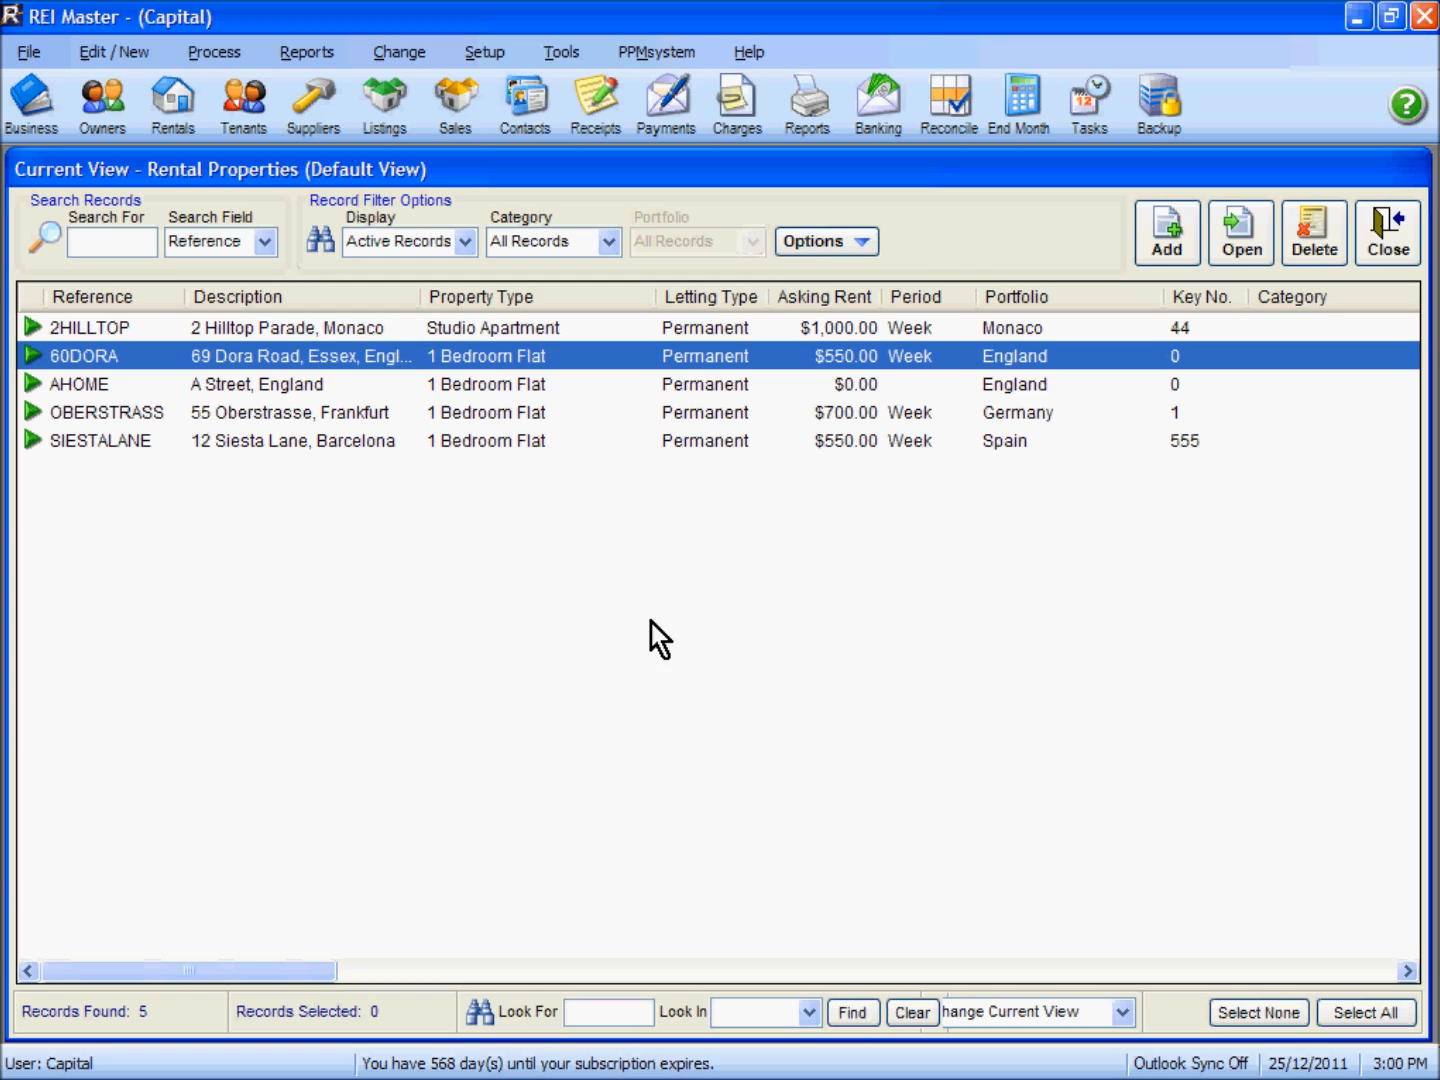 REI Master - (Capital)
File Edit / New Process Reports Change Setup Tools PPMsystem Help
Business Owners Rentals Tenants Suppliers Listings Sales Contacts Receipts Payments Charges Reports Banking Reconcile End Month Tasks Backup
Current View - Rental Properties (Default View)
Search Records Record Filter Options
Search For Search Field Display Category Portfolio
Reference Active Records All Records All Records Options
Add Open Delete Close
Reference Description Property Type Letting Type Asking Rent Period Portfolio Key No. Category
2HILLTOP 2 Hilltop Parade, Monaco Studio Apartment Permanent $1,000.00 Week Monaco 44
60DORA 69 Dora Road, Essex, Engl... 1 Bedroom Flat Permanent $550.00 Week England 0
AHOME A Street, England 1 Bedroom Flat Permanent $0.00 England 0
OBERSTRASS 55 Oberstrasse, Frankfurt 1 Bedroom Flat Permanent $700.00 Week Germany 1
SIESTALANE 12 Siesta Lane, Barcelona 1 Bedroom Flat Permanent $550.00 Week Spain 555
Records Found: 5 Records Selected: 0 Look For Look In Find Clear hange Current View Select None Select All
User: Capital You have 568 day(s) until your subscription expires. Outlook Sync Off 25/12/2011 3:00 PM